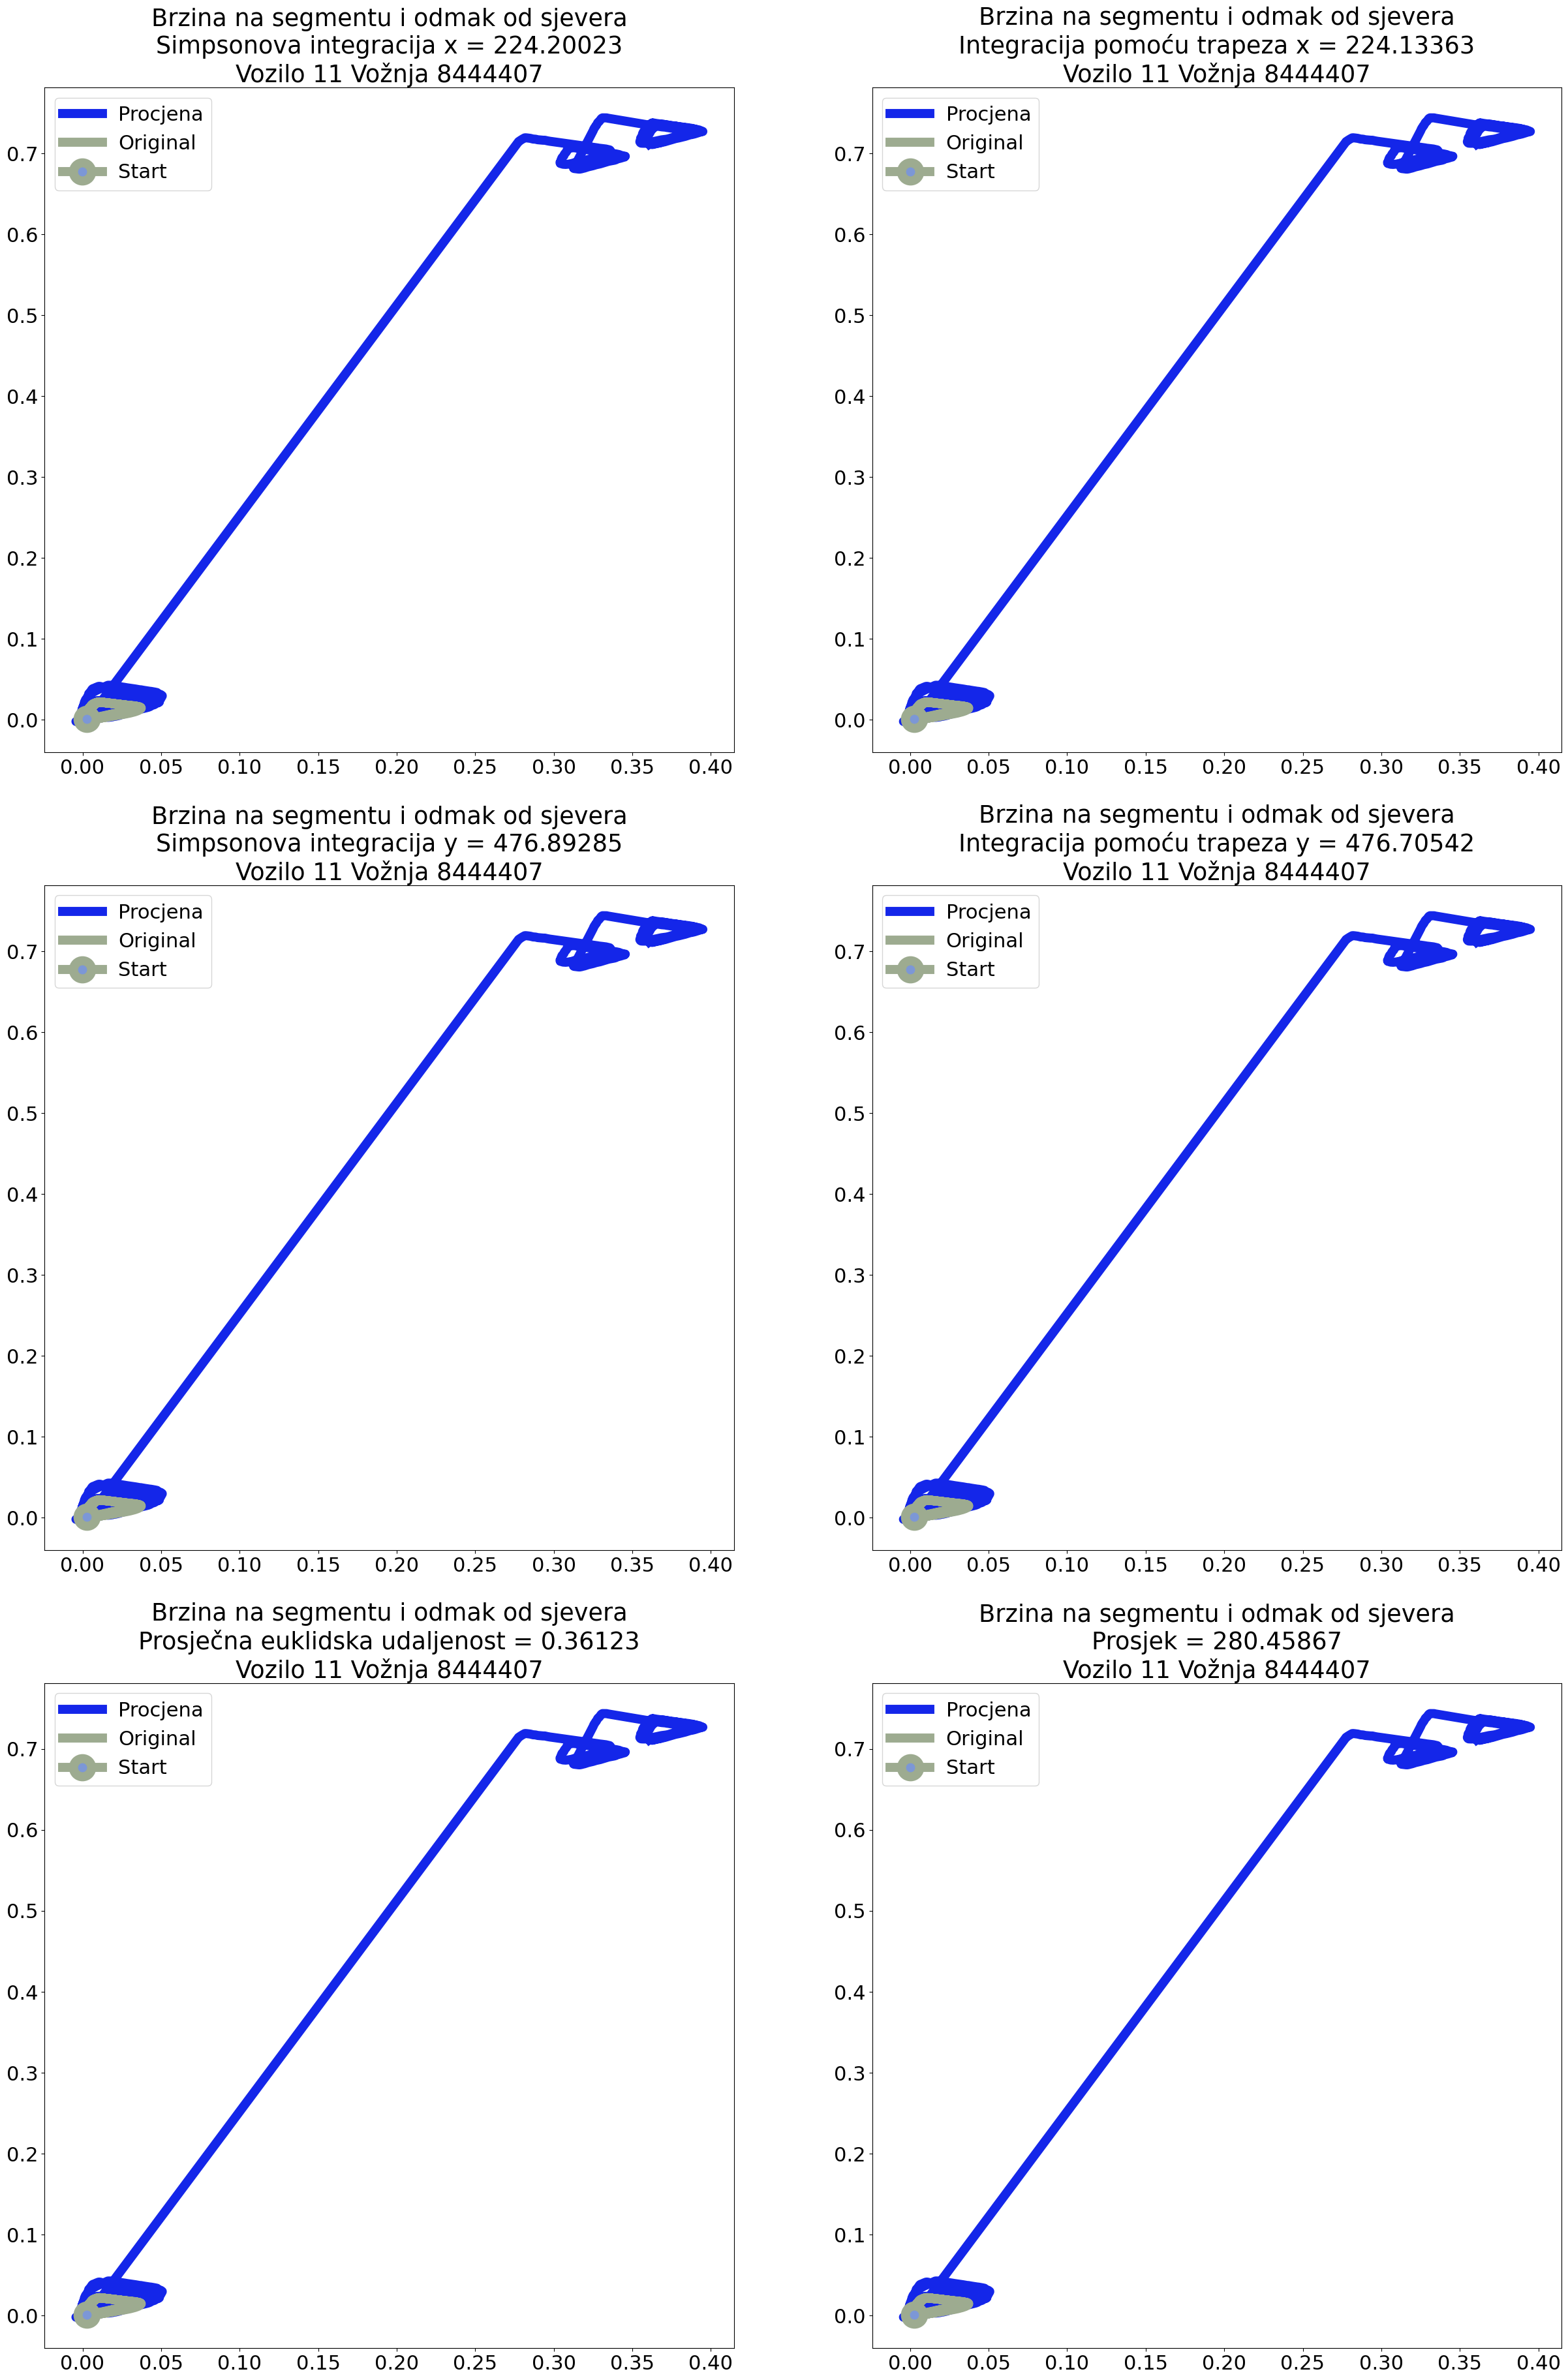 Brzina na segmentu i odmak od sjevera
Simpsonova integracija x = 224.20023
Vozilo 11 Vožnja 8444407
Procjena
Original
Start
0.7
0.6
0.5
0.4
0.3
0.2
0.1
0.0
0.00 0.05 0.10 0.15 0.20 0.25 0.30 0.35 0.40
Brzina na segmentu i odmak od sjevera
Integracija pomoću trapeza x = 224.13363
Vozilo 11 Vožnja 8444407
Procjena
Original
Start
0.7
0.6
0.5
0.4
0.3
0.2
0.1
0.0
0.00 0.05 0.10 0.15 0.20 0.25 0.30 0.35 0.40
Brzina na segmentu i odmak od sjevera
Simpsonova integracija y = 476.89285
Vozilo 11 Vožnja 8444407
Procjena
Original
Start
0.7
0.6
0.5
0.4
0.3
0.2
0.1
0.0
0.00 0.05 0.10 0.15 0.20 0.25 0.30 0.35 0.40
Brzina na segmentu i odmak od sjevera
Integracija pomoću trapeza y = 476.70542
Vozilo 11 Vožnja 8444407
Procjena
Original
Start
0.7
0.6
0.5
0.4
0.3
0.2
0.1
0.0
0.00 0.05 0.10 0.15 0.20 0.25 0.30 0.35 0.40
Brzina na segmentu i odmak od sjevera
Prosječna euklidska udaljenost = 0.36123
Vozilo 11 Vožnja 8444407
Procjena
Original
Start
0.7
0.6
0.5
0.4
0.3
0.2
0.1
0.0
0.00 0.05 0.10 0.15 0.20 0.25 0.30 0.35 0.40
Brzina na segmentu i odmak od sjevera
Prosjek = 280.45867
Vozilo 11 Vožnja 8444407
Procjena
Original
Start
0.7
0.6
0.5
0.4
0.3
0.2
0.1
0.0
0.00 0.05 0.10 0.15 0.20 0.25 0.30 0.35 0.40